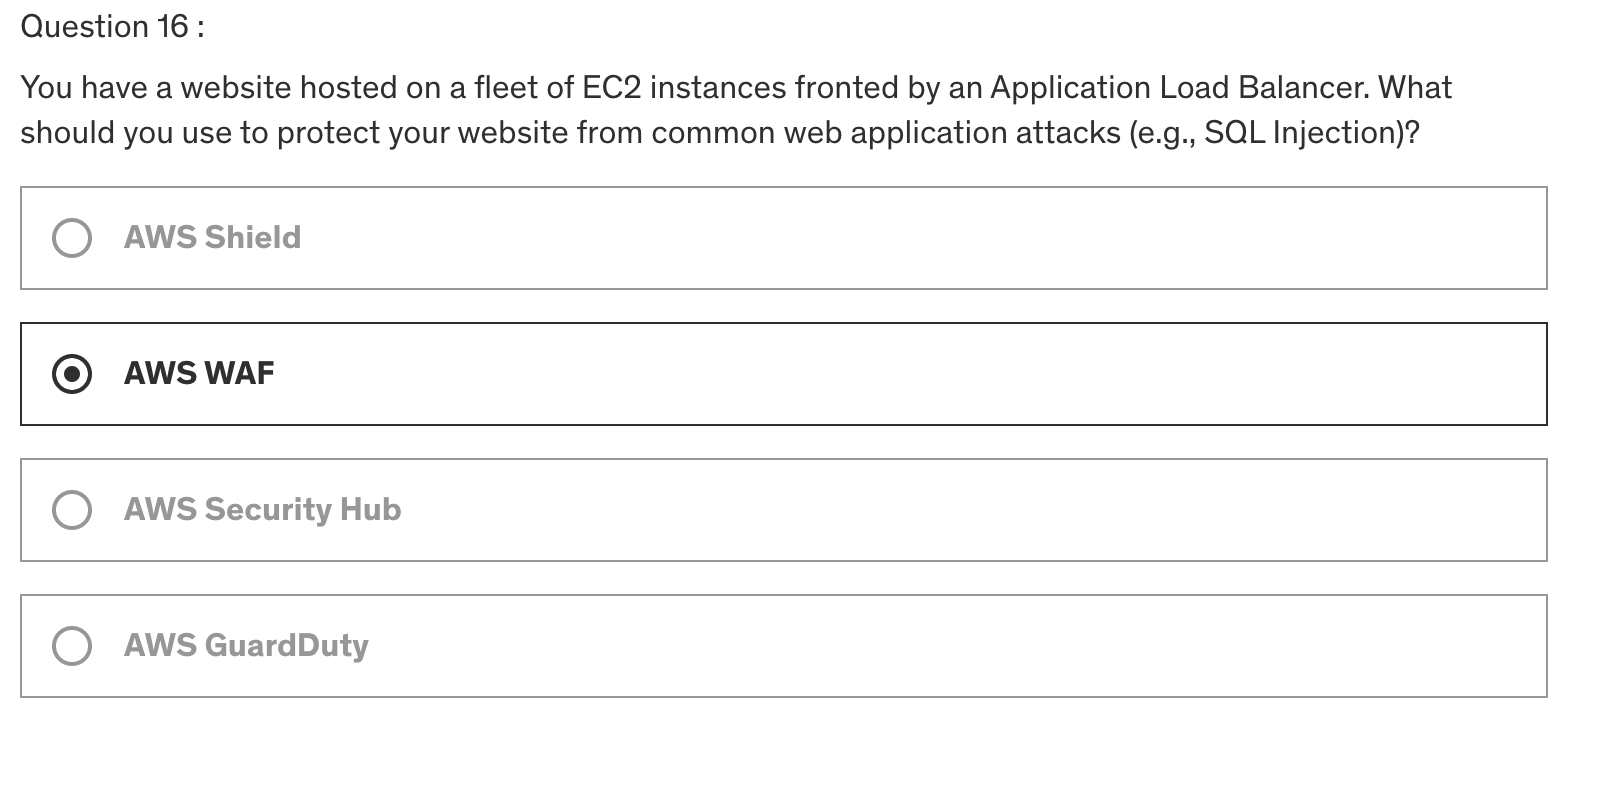 Question 16 :
You have a website hosted on a fleet of EC2 instances fronted by an Application Load Balancer. What
should you use to protect your website from common web application attacks (e.g., SQL Injection)?
AWS Shield
AWS WAF
AWS Security Hub
AWS GuardDuty